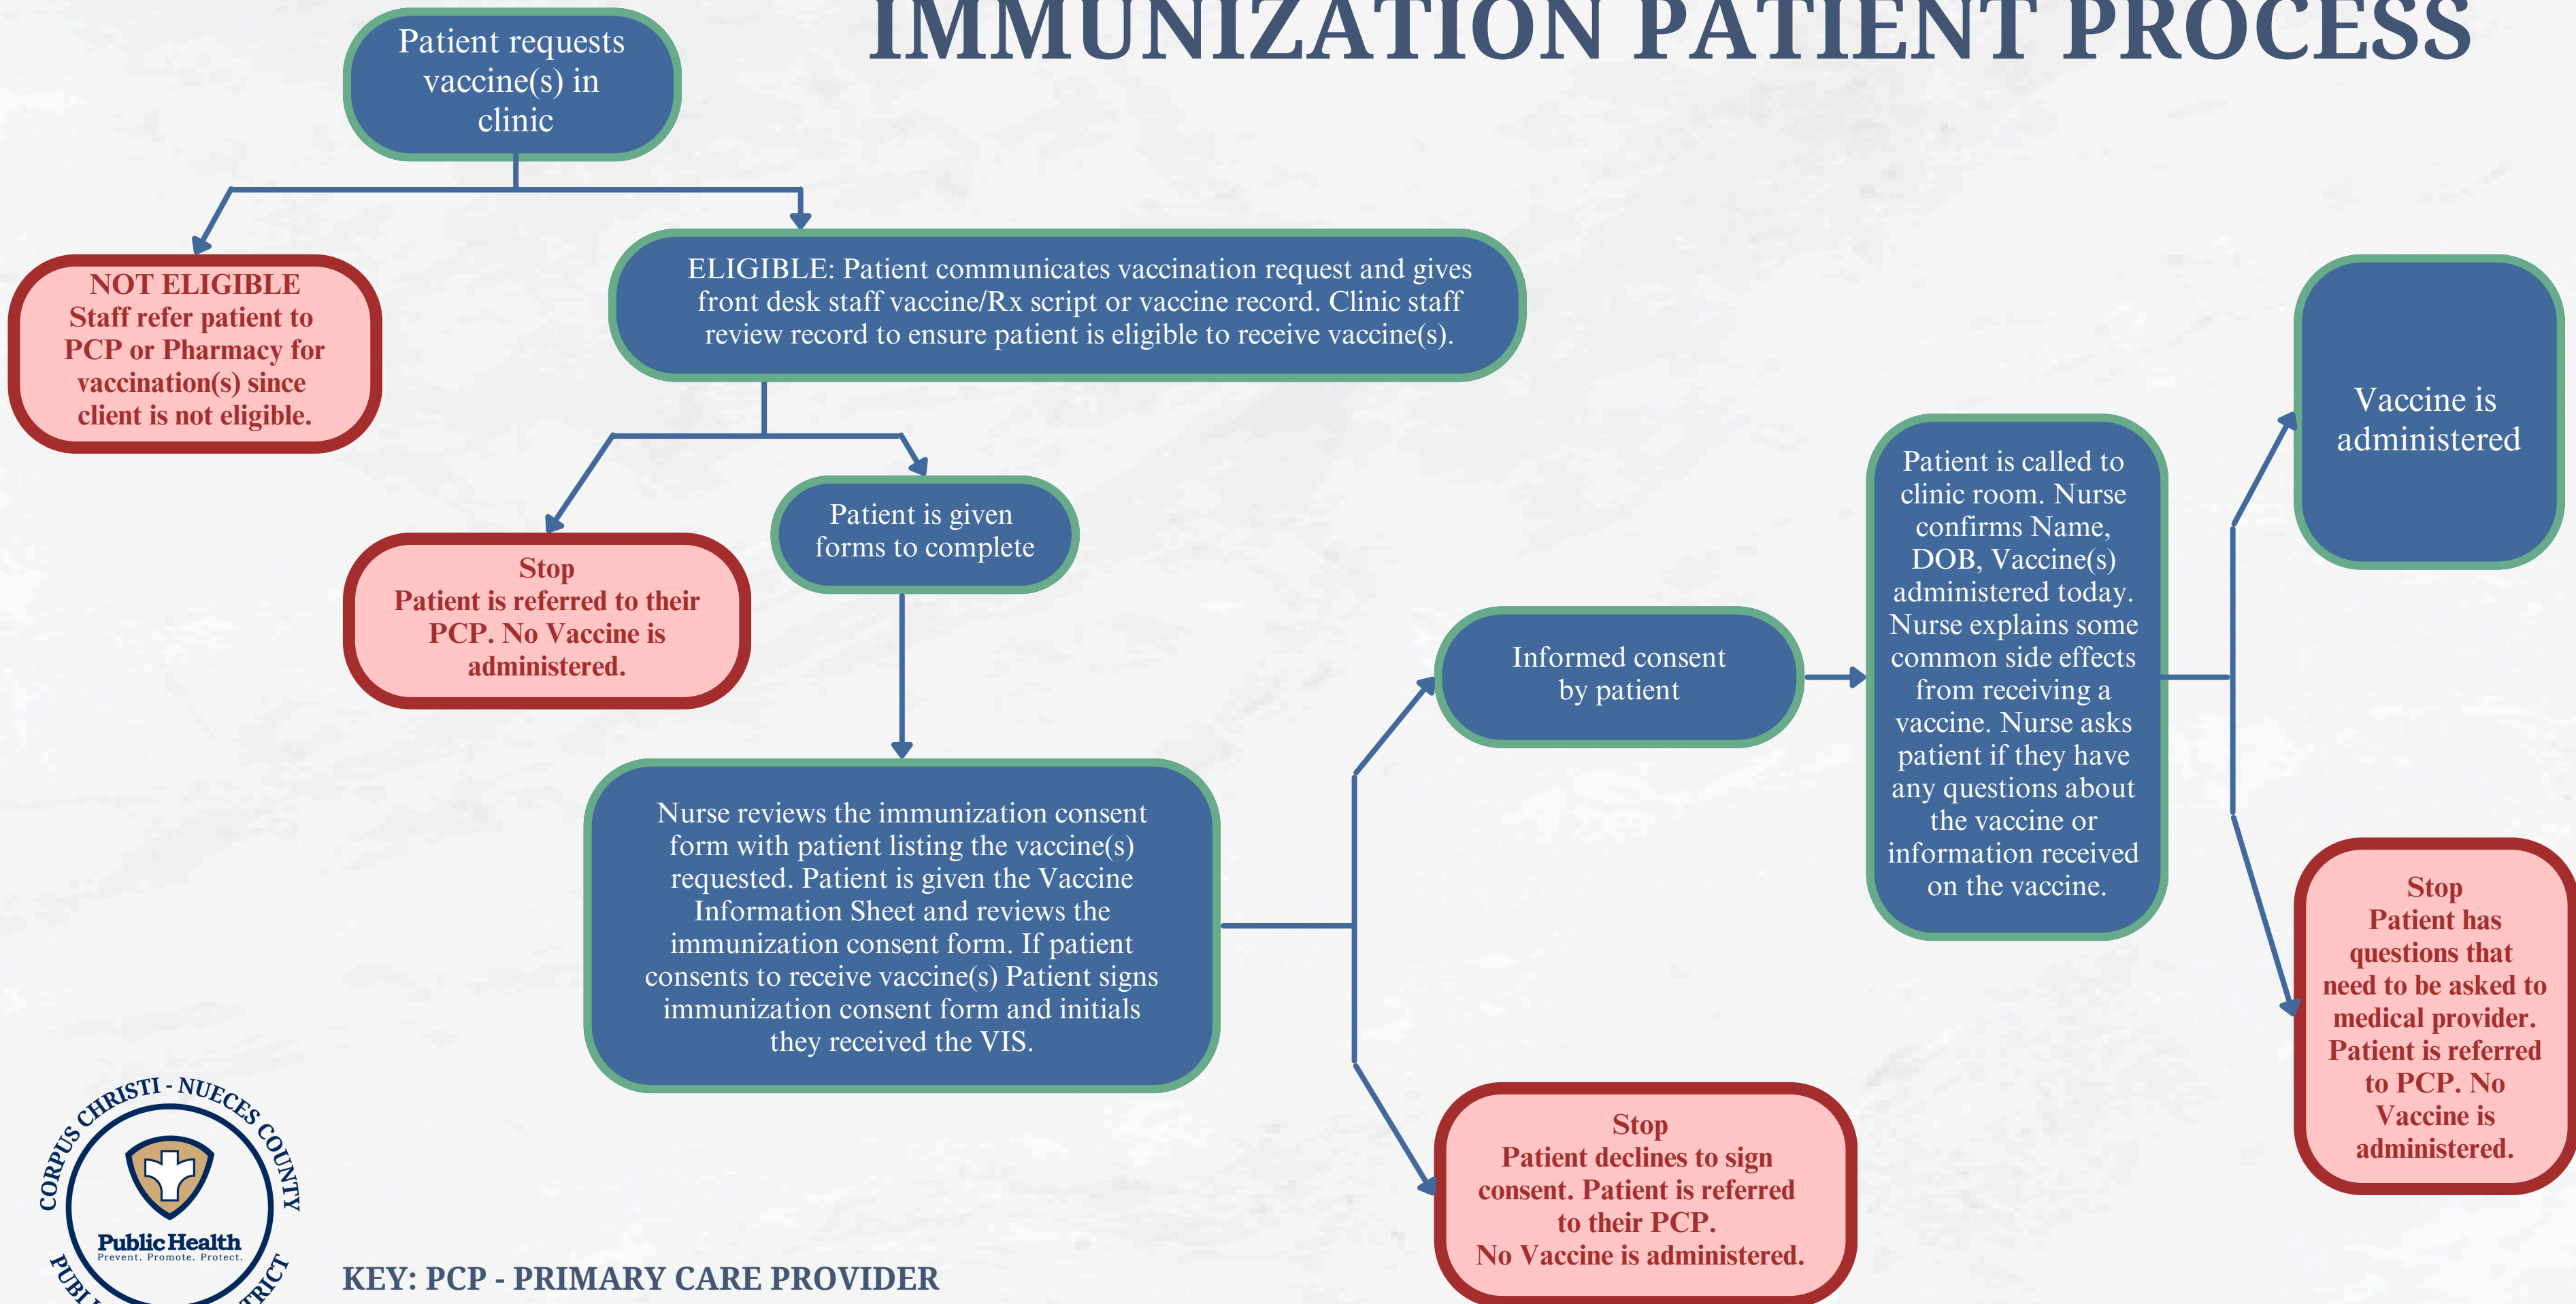 IMMUNIZATION PATIENT PROCESS
Patient requests
vaccine(s) in
clinic
NOT ELIGIBLE
Staff refer patient to
PCP or Pharmacy for
vaccination(s) since
client is not eligible.
ELIGIBLE: Patient communicates vaccination request and gives
front desk staff vaccine/Rx script or vaccine record. Clinic staff
review record to ensure patient is eligible to receive vaccine(s).
Stop
Patient is referred to their
PCP. No Vaccine is
administered.
Patient is given
forms to complete
Nurse reviews the immunization consent
form with patient listing the vaccine(s)
requested. Patient is given the Vaccine
Information Sheet and reviews the
immunization consent form. If patient
consents to receive vaccine(s) Patient signs
immunization consent form and initials
they received the VIS.
Informed consent
by patient
Stop
Patient declines to sign
consent. Patient is referred
to their PCP.
No Vaccine is administered.
Patient is called to
clinic room. Nurse
confirms Name,
DOB, Vaccine(s)
administered today.
Nurse explains some
common side effects
from receiving a
vaccine. Nurse asks
patient if they have
any questions about
the vaccine or
information received
on the vaccine.
Vaccine is
administered
Stop
Patient has
questions that
need to be asked to
medical provider.
Patient is referred
to PCP. No
Vaccine is
administered.
CORPUS CHRISTI - NUECES COUNTY
Public Health
Prevent. Promote. Protect.
KEY: PCP - PRIMARY CARE PROVIDER